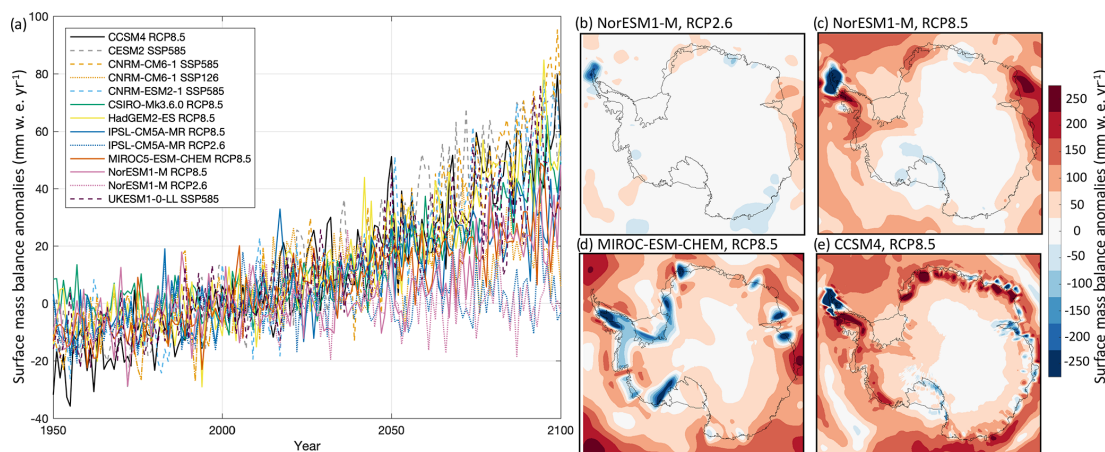 (a)
Surface mass balance anomalies (mm w. e. yr-1)
100
80
60
40
20
0
-20
-40
1950
2000
2050
2100
Year
CCSM4 RCP8.5
CESM2 SSP585
CNRM-CM6-1 SSP585
CNRM-CM6-1 SSP126
CNRM-ESM2-1 SSP585
CSIRO-Mk3.6.0 RCP8.5
HadGEM2-ES RCP8.5
IPSL-CM5A-MR RCP8.5
IPSL-CM5A-MR RCP2.6
MIROC5-ESM-CHEM RCP8.5
NorESM1-M RCP8.5
NorESM1-M RCP2.6
UKESM1-0-LL SSP585
(b) NorESM1-M, RCP2.6
(c) NorESM1-M, RCP8.5
(d) MIROC-ESM-CHEM, RCP8.5
(e) CCSM4, RCP8.5
250
200
150
100
50
0
-50
-100
-150
-200
-250
Surface mass balance anomalies (mm w. e. yr-1)